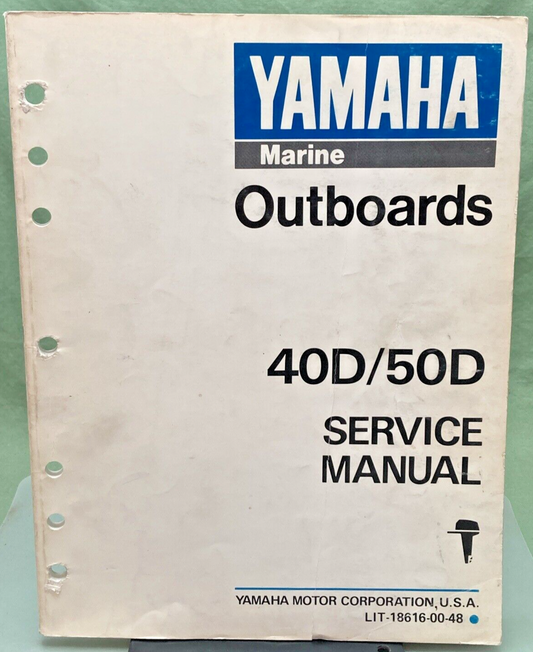 YAMAHA
Marine
Outboards
40D/50D
SERVICE
MANUAL
YAMAHA MOTOR CORPORATION, U.S.A.
LIT-18616-00-48